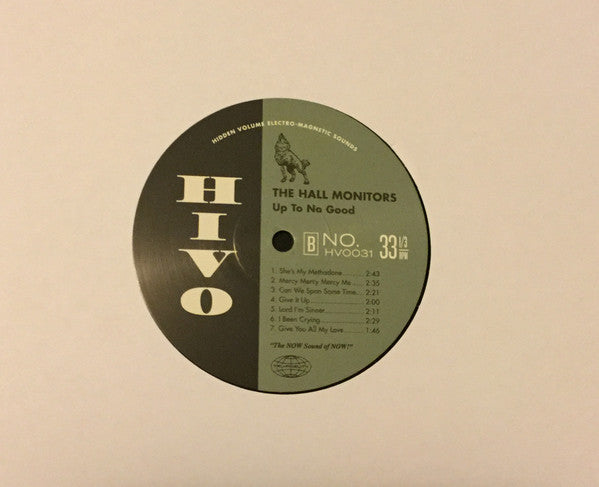 HIDDEN VOLUME ELECTRO-MAGNETIC SOUNDS
HIVO
THE HALL MONITORS
Up To No Good
B NO. HV0031 33 1/3 RPM
1. She's My Methadone........... 2:43
2. Mercy Mercy Mercy Me...... 2:35
3. Can We Span Some Time... 2:21
4. Give It Up............................ 2:00
5. Lord I'm Sinner................... 2:11
6. I Been Crying...................... 2:29
7. Give You All My Love.......... 1:46
"The NOW Sound of NOW!"